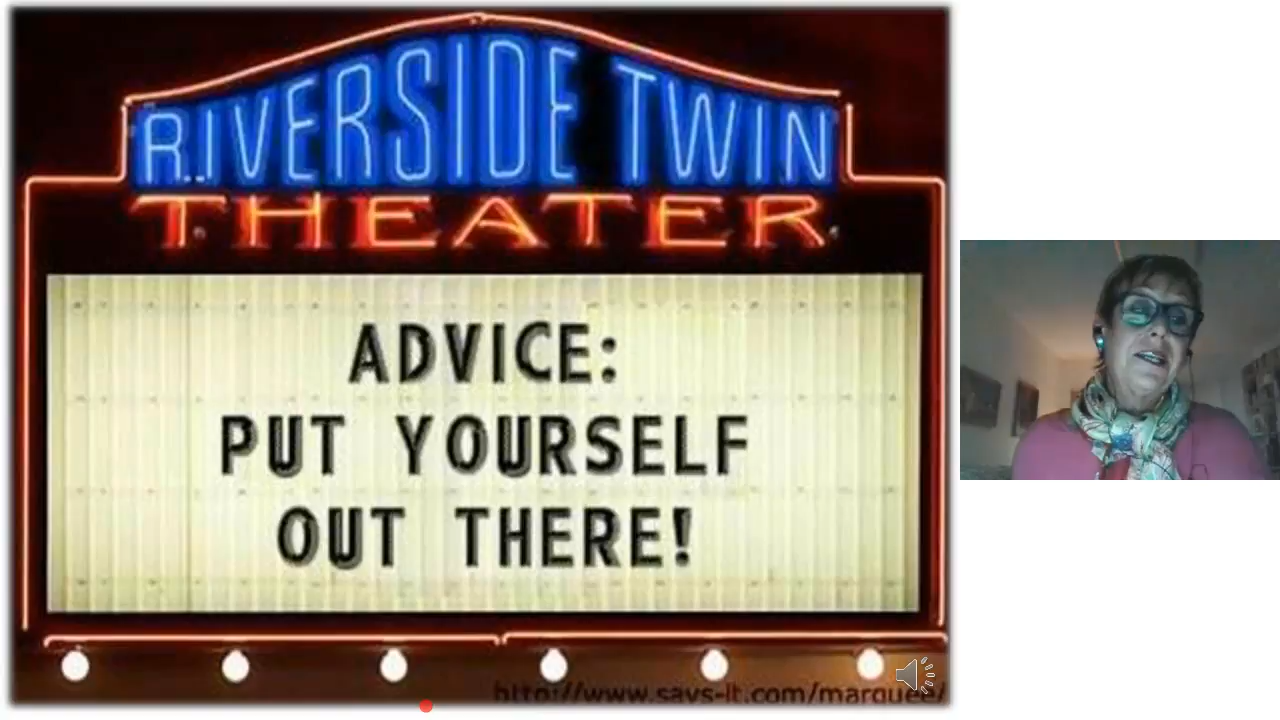 RIVERSIDE TWIN
THEATER
ADVICE:
PUT YOURSELF
OUT THERE!
http://www.says-it.com/marquee/